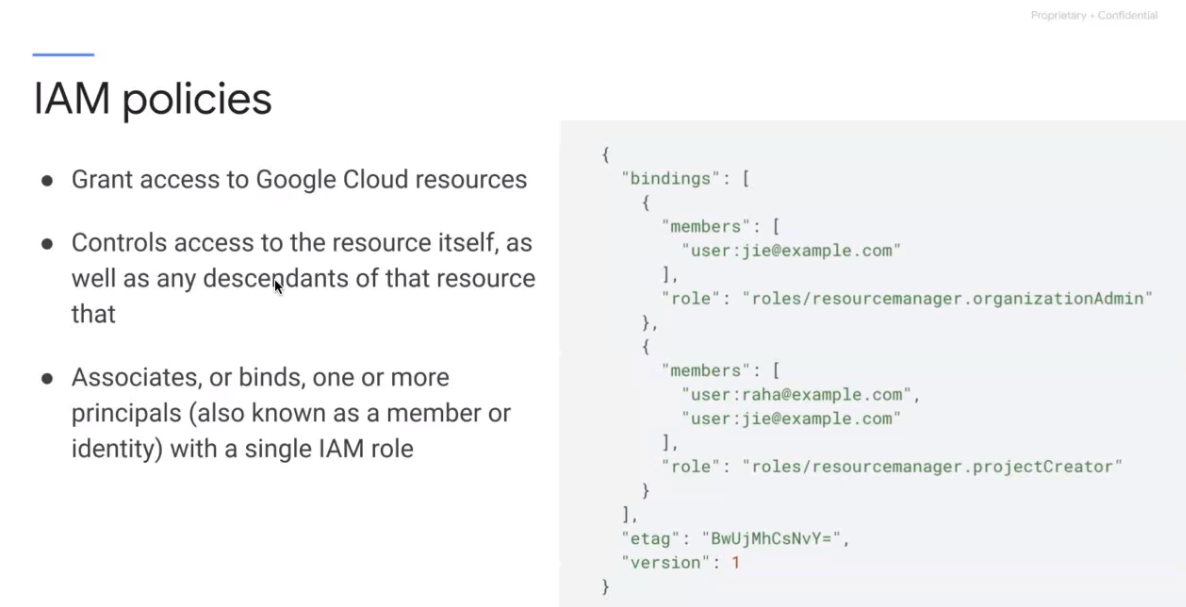 Proprietary + Confidential
IAM policies
● Grant access to Google Cloud resources
● Controls access to the resource itself, as
well as any descendants of that resource
that
● Associates, or binds, one or more
principals (also known as a member or
identity) with a single IAM role
{
  "bindings": [
    {
      "members": [
        "user:jie@example.com"
      ],
      "role": "roles/resourcemanager.organizationAdmin"
    },
    {
      "members": [
        "user:raha@example.com",
        "user:jie@example.com"
      ],
      "role": "roles/resourcemanager.projectCreator"
    }
  ],
  "etag": "BwUjMhCsNvY=",
  "version": 1
}